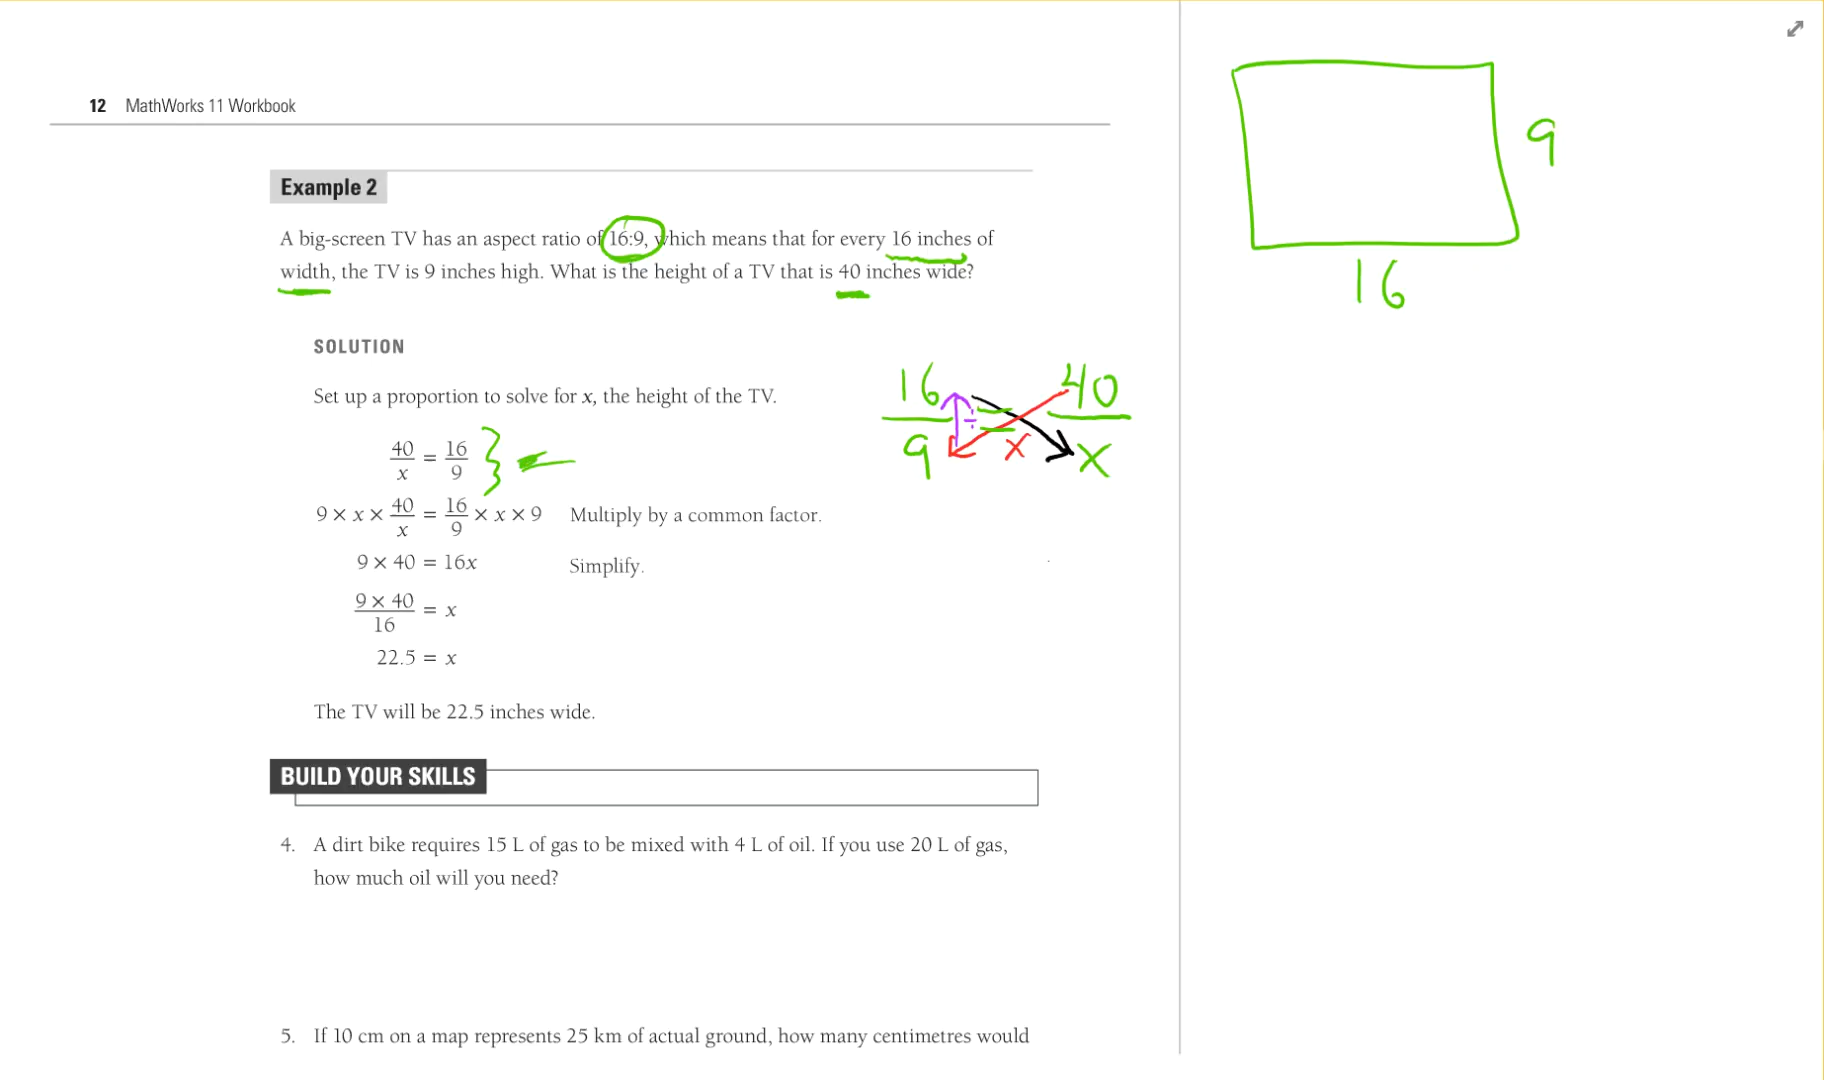 12 MathWorks 11 Workbook
Example 2
A big-screen TV has an aspect ratio of 16:9, which means that for every 16 inches of
width, the TV is 9 inches high. What is the height of a TV that is 40 inches wide?
SOLUTION
Set up a proportion to solve for x, the height of the TV.
40/x = 16/9
9 × x × 40/x = 16/9 × x × 9 Multiply by a common factor.
9 × 40 = 16x Simplify.
9 × 40/16 = x
22.5 = x
The TV will be 22.5 inches wide.
16/9 = 40/x
÷ x
BUILD YOUR SKILLS
4. A dirt bike requires 15 L of gas to be mixed with 4 L of oil. If you use 20 L of gas,
how much oil will you need?
5. If 10 cm on a map represents 25 km of actual ground, how many centimetres would
9
16